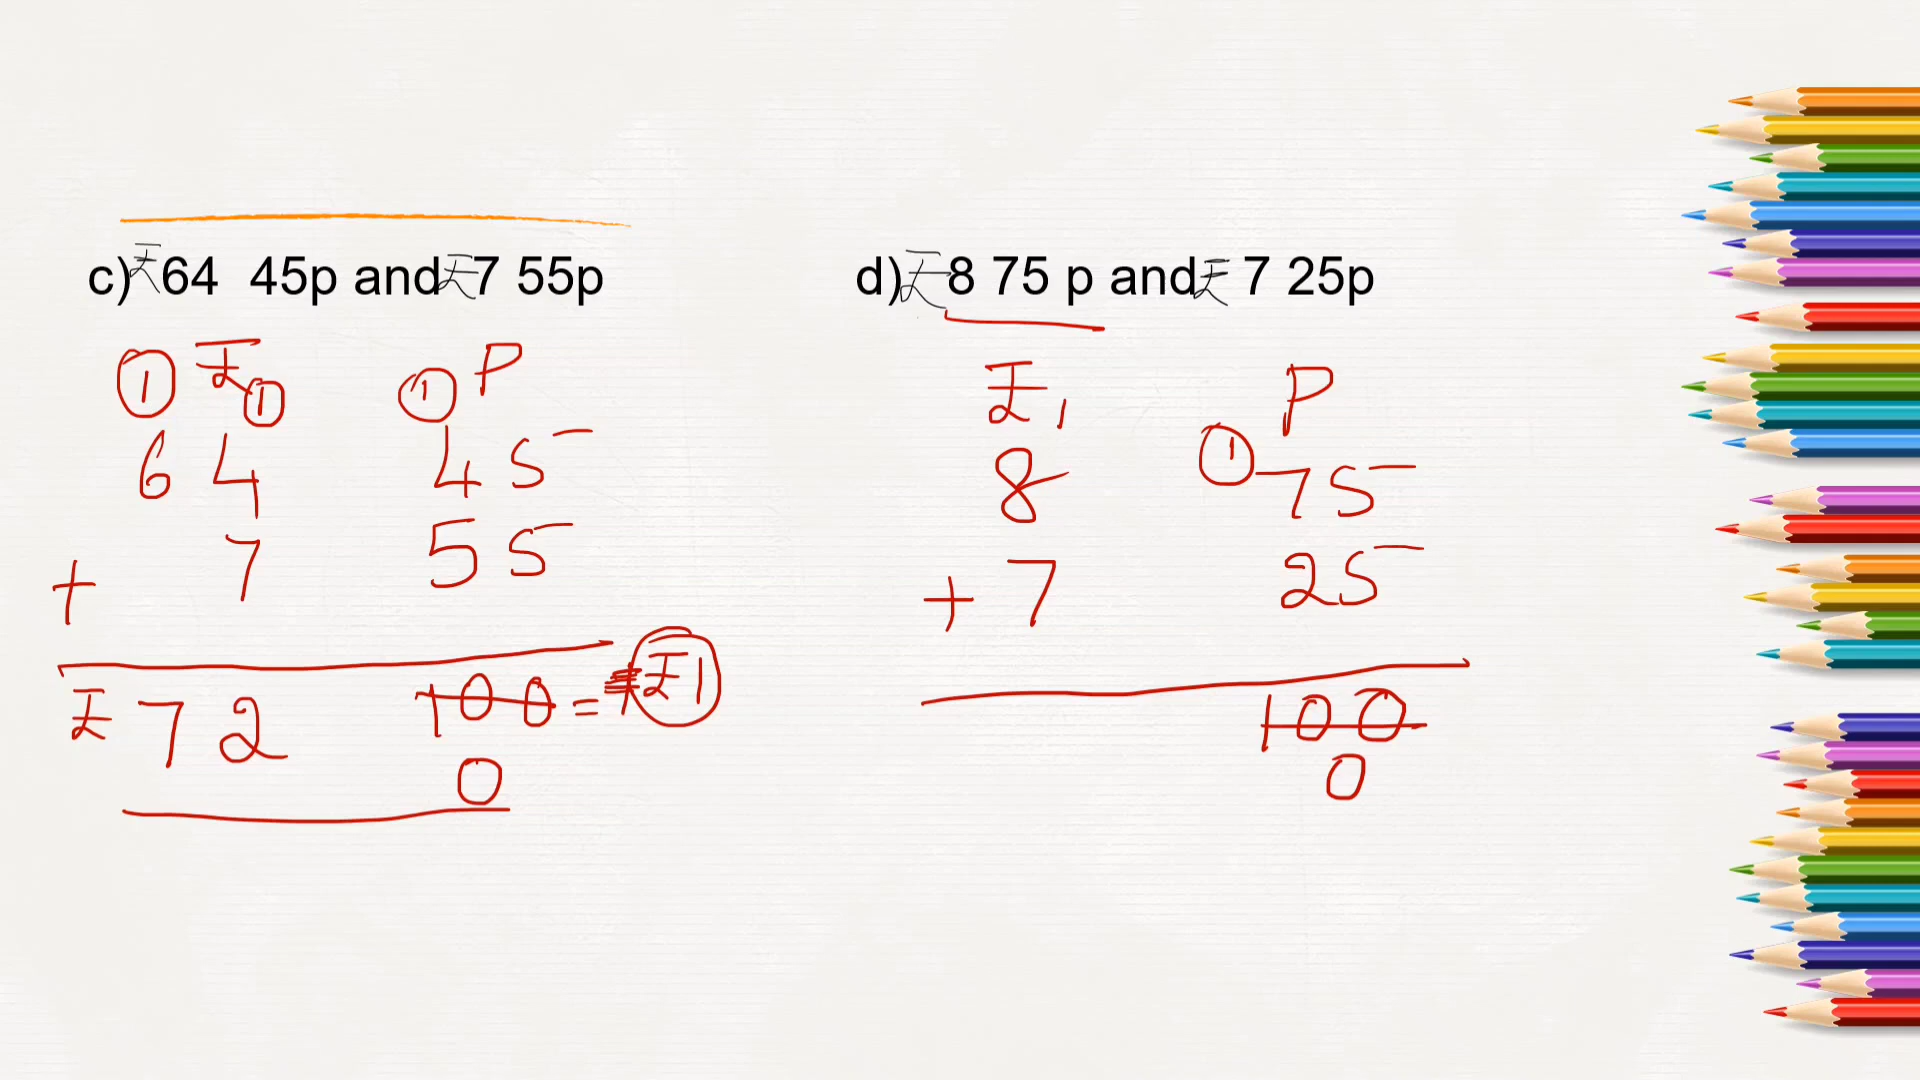 c) ₹64 45p and ₹7 55p
① ₹ ① ① P
6 4 4 5
+ 7 5 5
₹ 7 2 100 = ₹1
0
d) ₹8 75 p and ₹ 7 25p
₹ 1 P
8 ① 75
+ 7 25
100
0